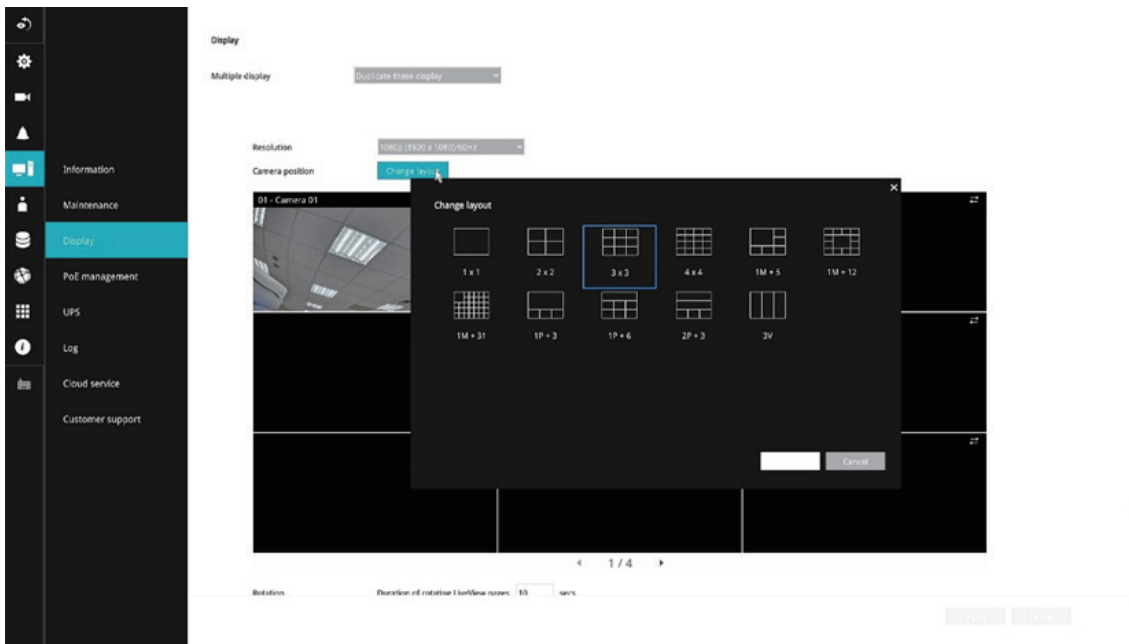 Display
Multiple display
Duplicate these display
Resolution
1080p (1920 x 1080)/60Hz
Camera position
Change layout
Information
Maintenance
Display
PoE management
UPS
Log
Cloud service
Customer support
01 - Camera 01
Change layout
1 x 1
2 x 2
3 x 3
4 x 4
1M + 5
1M + 12
1M + 31
1P + 3
1P + 6
2P + 3
3V
Cancel
1 / 4
Rotation
Duration of rotating LiveView pages
10
secs